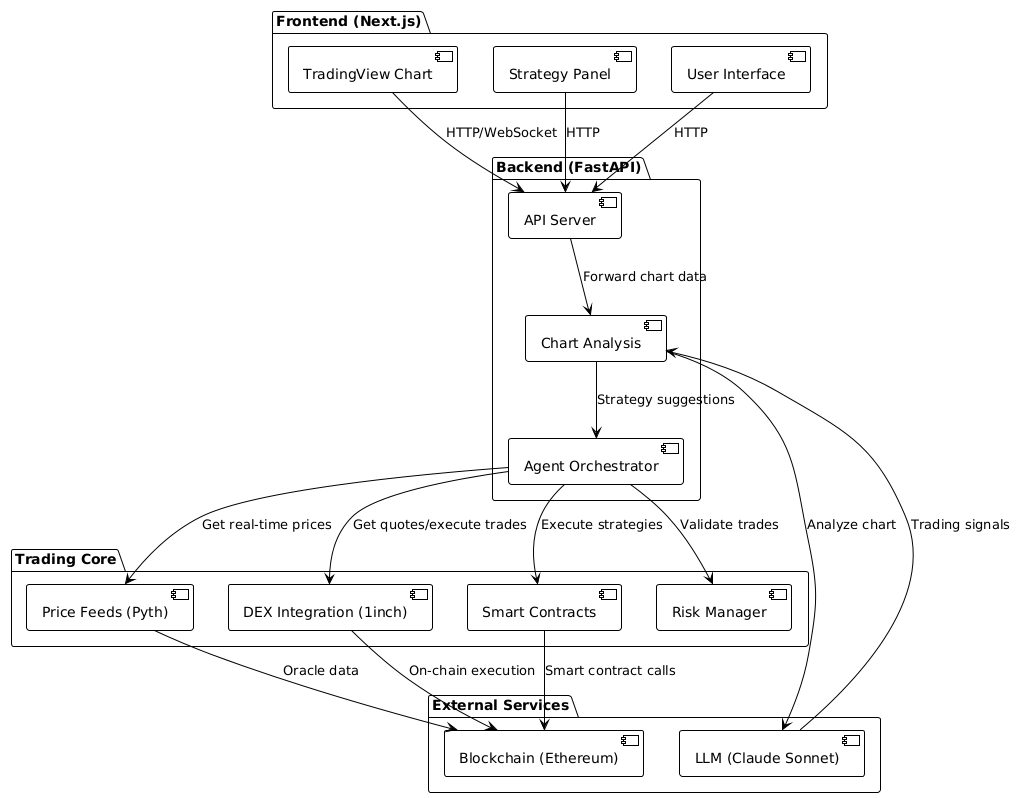 Frontend (Next.js)
TradingView Chart
Strategy Panel
User Interface
HTTP/WebSocket
HTTP
HTTP
Backend (FastAPI)
API Server
Forward chart data
Chart Analysis
Strategy suggestions
Agent Orchestrator
Get real-time prices
Get quotes/execute trades
Execute strategies
Validate trades
Analyze chart
Trading signals
Trading Core
Price Feeds (Pyth)
DEX Integration (1inch)
Smart Contracts
Risk Manager
Oracle data
On-chain execution
Smart contract calls
External Services
Blockchain (Ethereum)
LLM (Claude Sonnet)